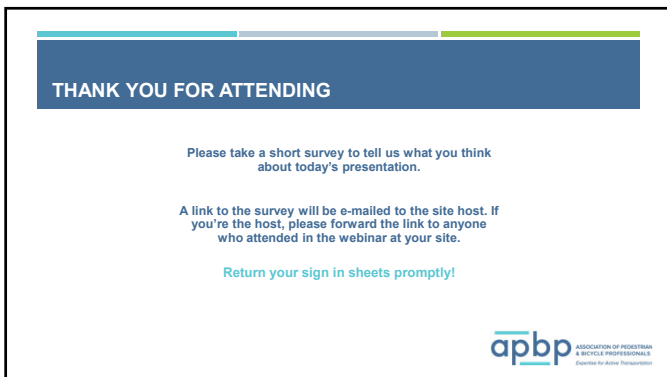 THANK YOU FOR ATTENDING
Please take a short survey to tell us what you think
about today's presentation.
A link to the survey will be e-mailed to the site host. If
you're the host, please forward the link to anyone
who attended in the webinar at your site.
Return your sign in sheets promptly!
apbp
ASSOCIATION OF PEDESTRIAN
& BICYCLE PROFESSIONALS
Expertise for Active Transportation